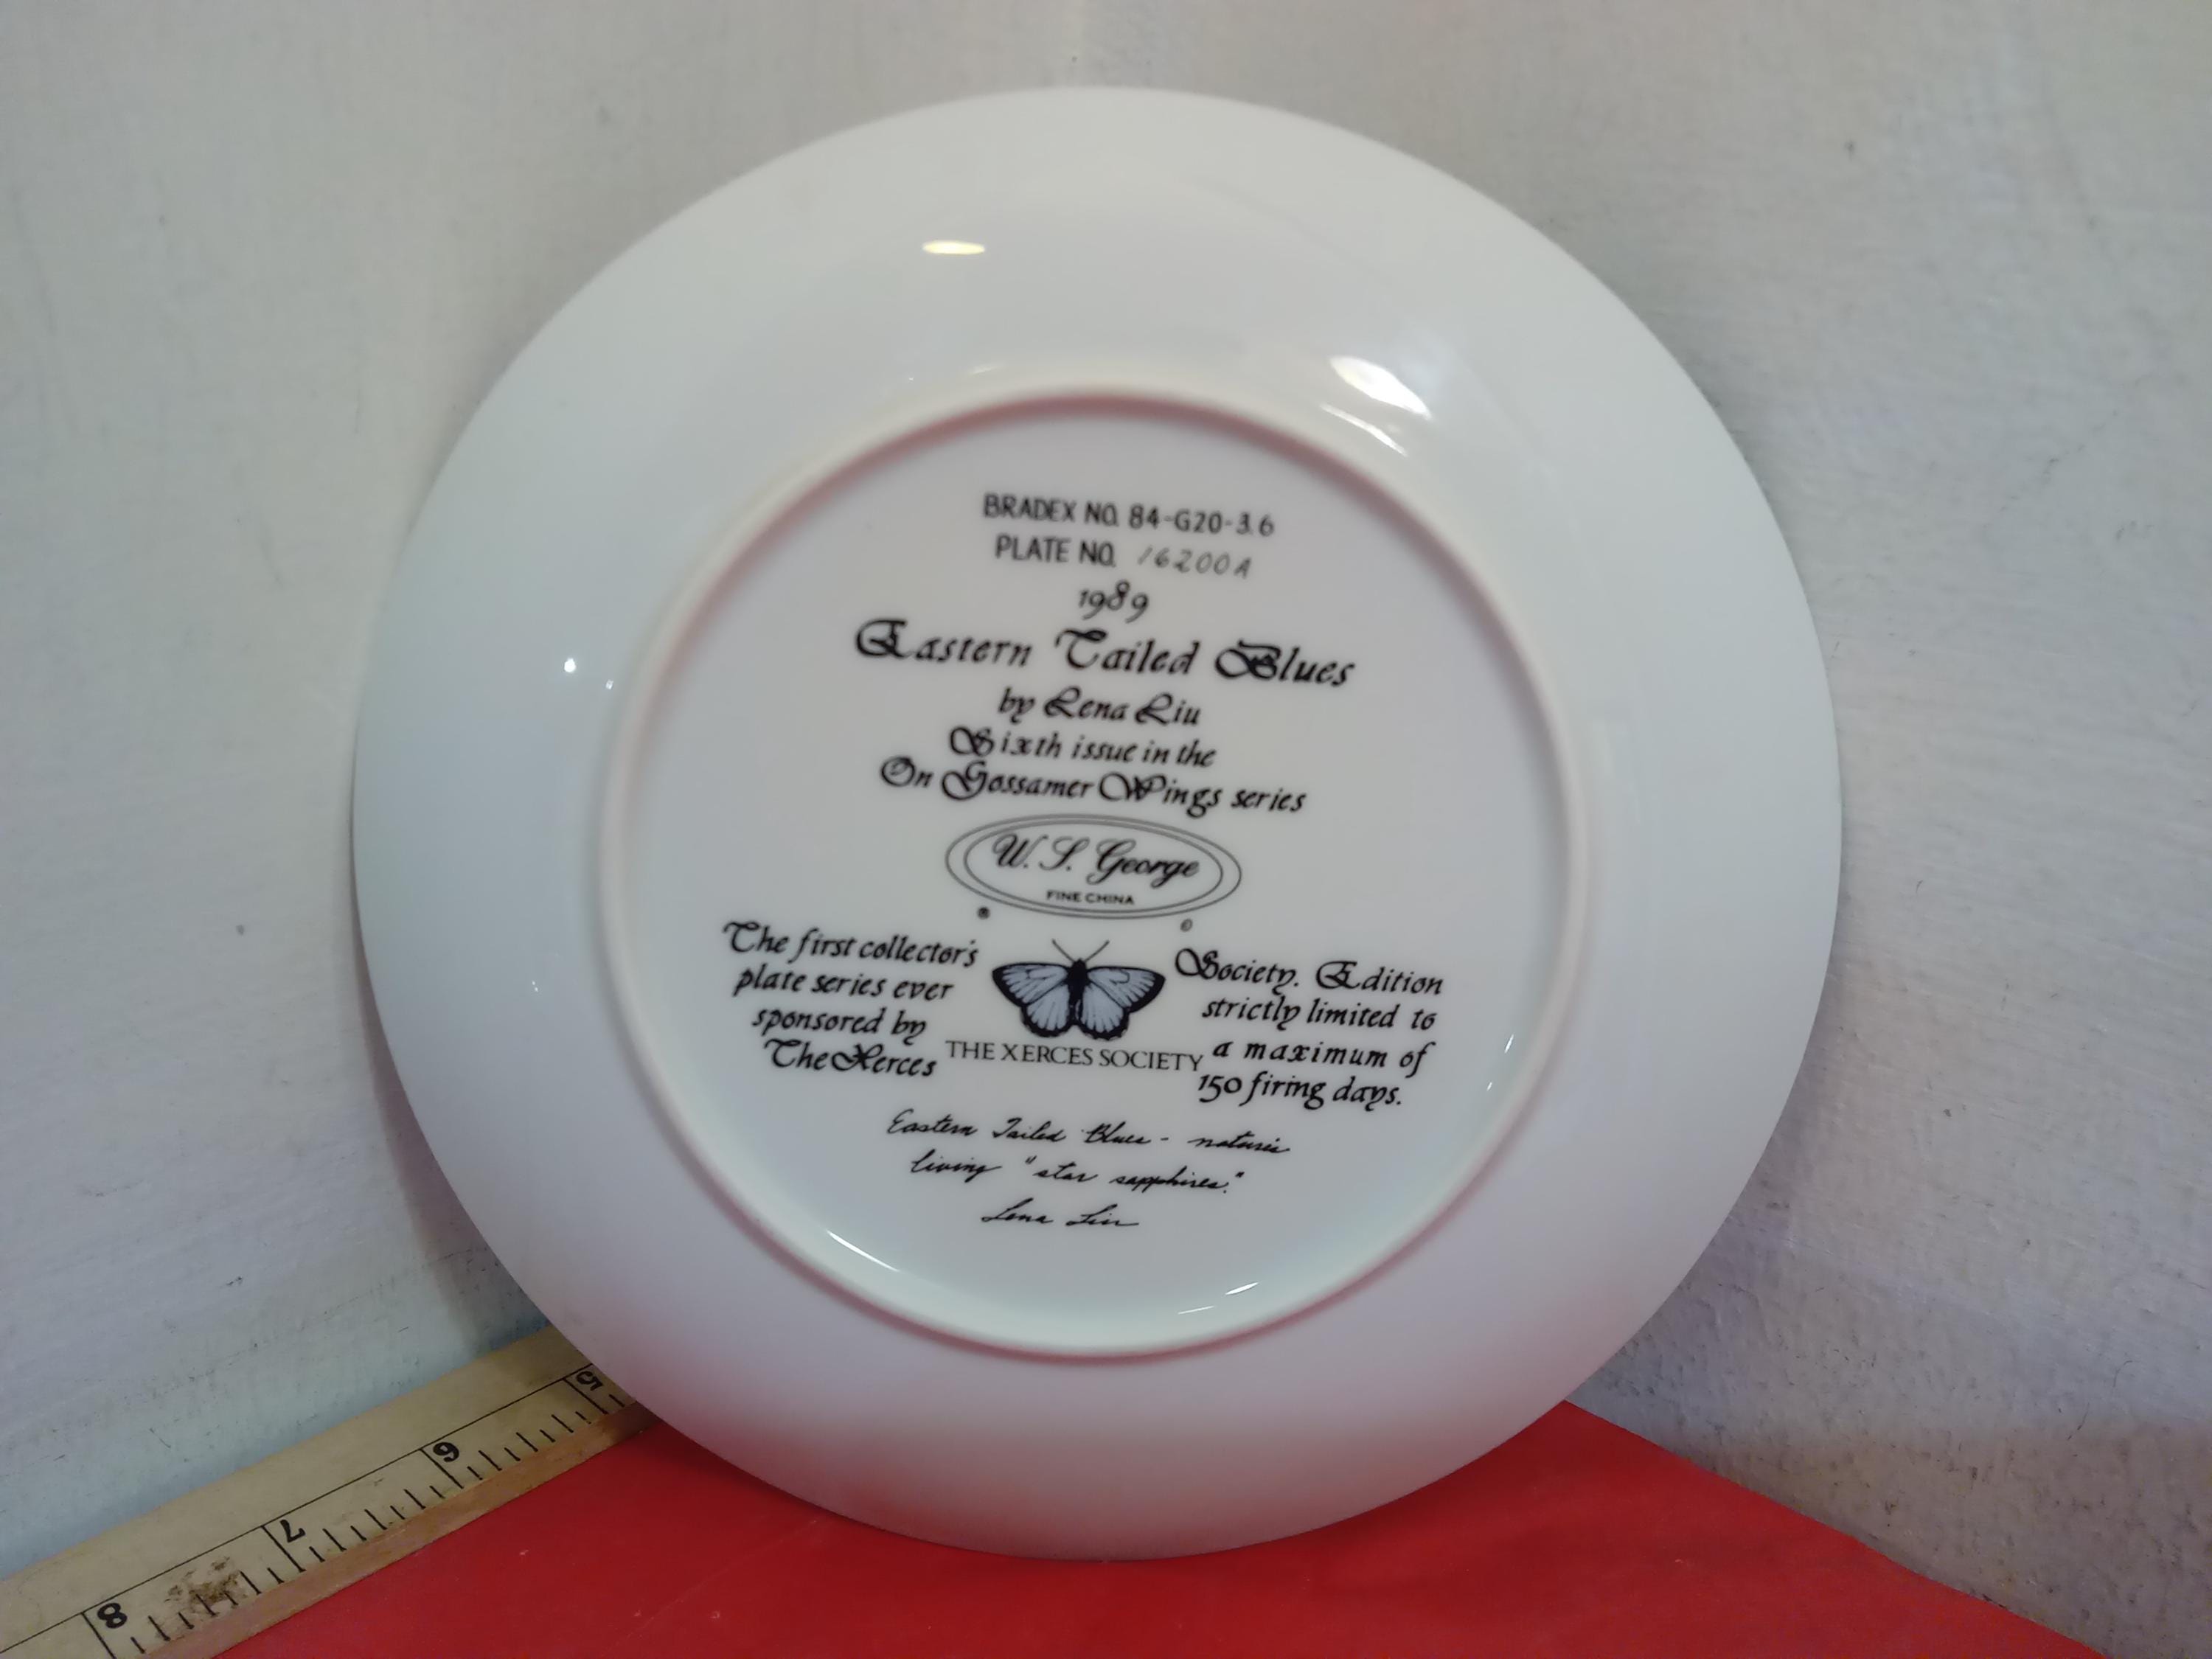 BRADEX NO. 84-G20-3.6
PLATE NO. 16200A
1989
Eastern Tailed Blues
by Lena Liu
Sixth issue in the
On Gossamer Wings series
W. S. George
FINE CHINA
®
©
The first collector's
plate series ever
sponsored by
The Xerces
THE XERCES SOCIETY
Society. Edition
strictly limited to
a maximum of
150 firing days.
Eastern Tailed Blues - nature's
living "star sapphires."
Lena Liu
5
6
7
8